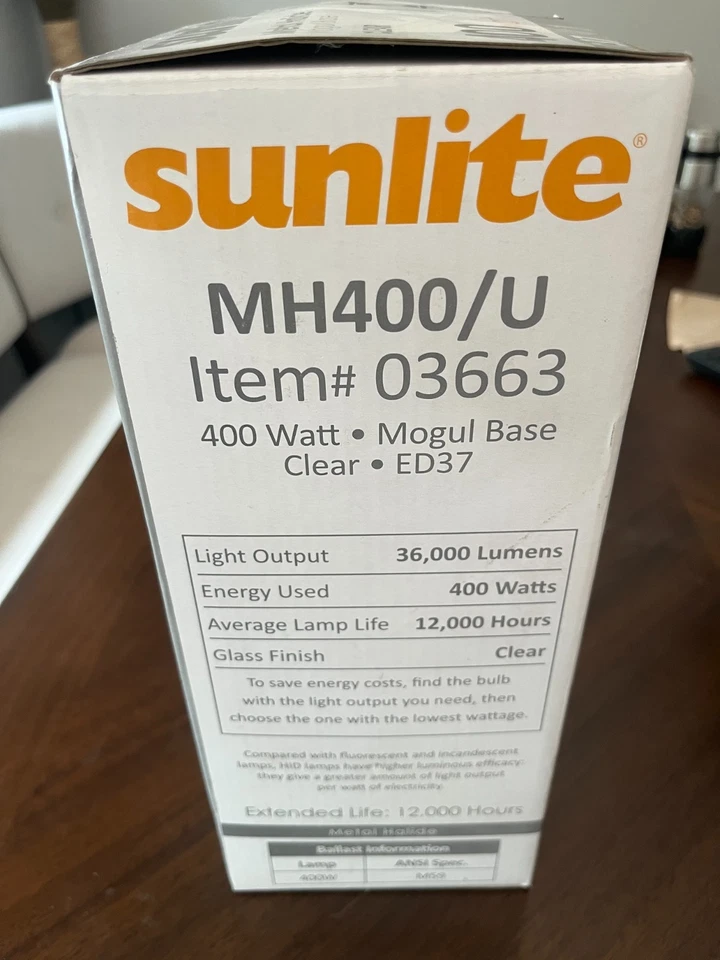 sunlite®
MH400/U
Item# 03663
400 Watt • Mogul Base
Clear • ED37
Light Output 36,000 Lumens
Energy Used 400 Watts
Average Lamp Life 12,000 Hours
Glass Finish Clear
To save energy costs, find the bulb
with the light output you need, then
choose the one with the lowest wattage.
Compared with fluorescent and incandescent
lamps, HID lamps have higher luminous efficacy:
they give a greater amount of light output
per watt of electricity.
Extended Life: 12,000 Hours
Metal Halide
Ballast Information
Lamp ANSI Spec.
400W M59